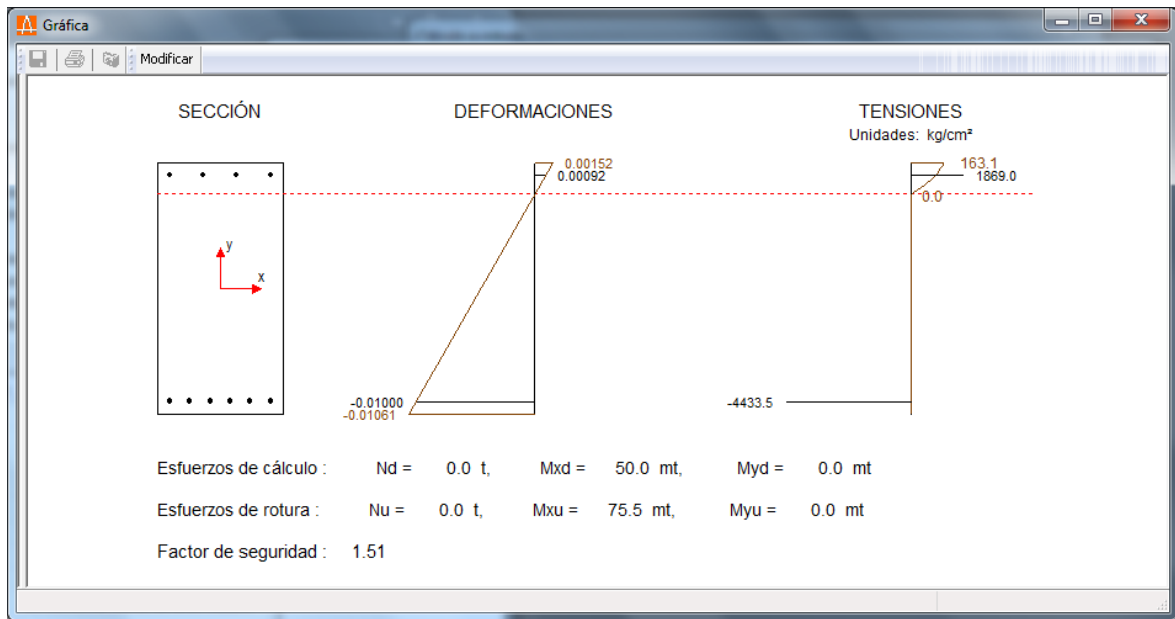 Gráfica
Modificar
SECCIÓN DEFORMACIONES TENSIONES
Unidades: kg/cm²
0.00152 163.1
0.00092 1869.0
0.0
y
x
-0.01000 -4433.5
-0.01061
Esfuerzos de cálculo : Nd = 0.0 t, Mxd = 50.0 mt, Myd = 0.0 mt
Esfuerzos de rotura : Nu = 0.0 t, Mxu = 75.5 mt, Myu = 0.0 mt
Factor de seguridad : 1.51